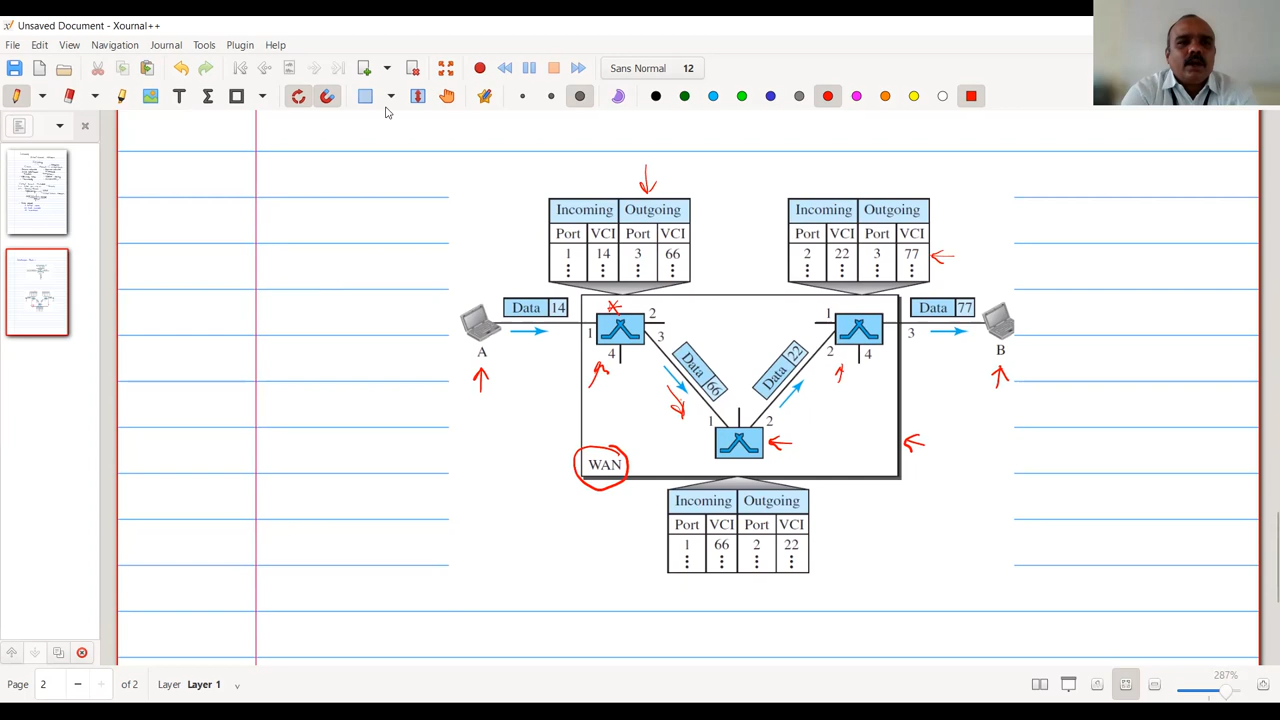 Unsaved Document - Xournal++
File Edit View Navigation Journal Tools Plugin Help
Sans Normal 12
Incoming Outgoing
Port VCI Port VCI
1 14 3 66
Incoming Outgoing
Port VCI Port VCI
2 22 3 77
Data 14
Data 77
1 2 3 4
1 2 3 4
A
B
Data 66
Data 22
1 2
WAN
Incoming Outgoing
Port VCI Port VCI
1 66 2 22
Page 2 of 2 Layer Layer 1
287%